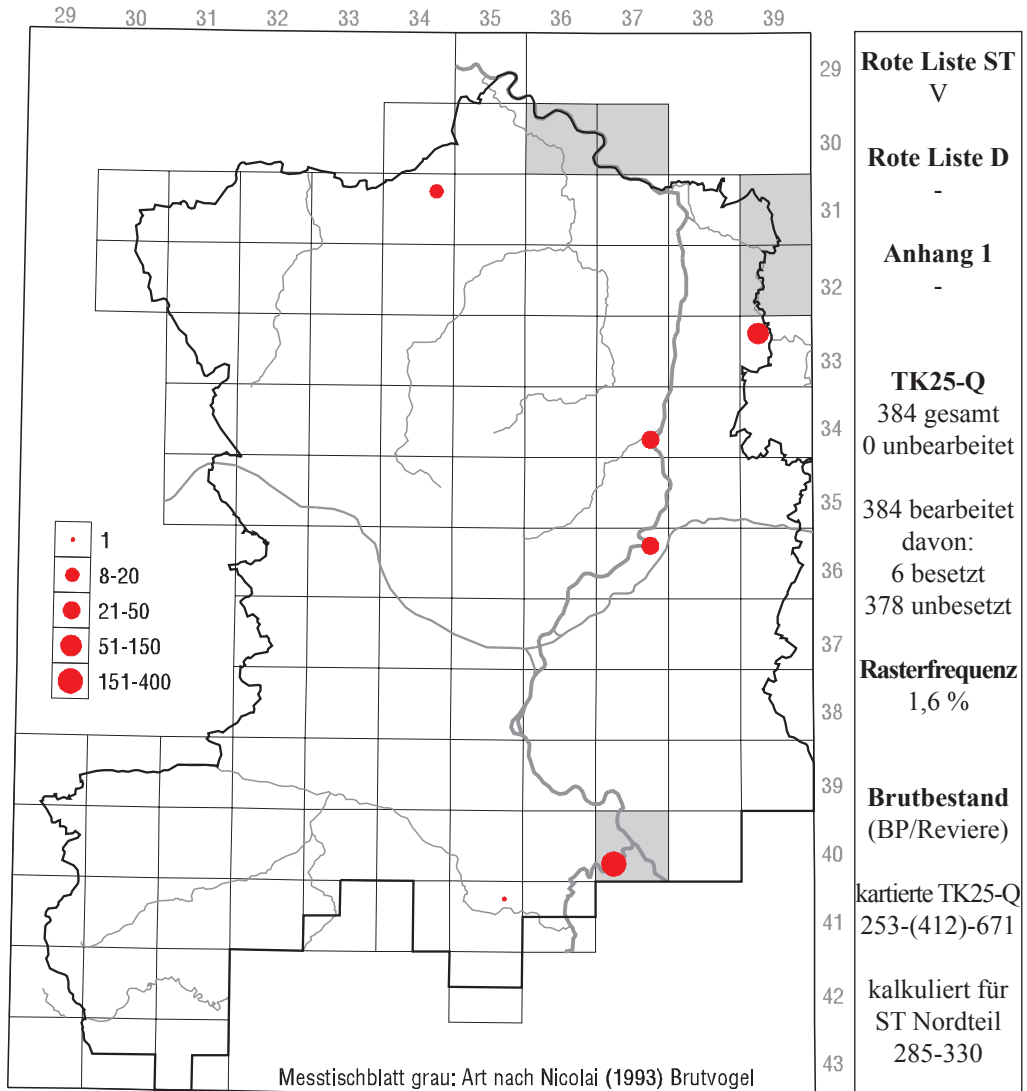 29 30 31 32 33 34 35 36 37 38 39
29
30
31
32
33
34
35
36
37
38
39
40
41
42
43
1
8-20
21-50
51-150
151-400
Messtischblatt grau: Art nach Nicolai (1993) Brutvogel
Rote Liste ST
V
Rote Liste D
-
Anhang 1
-
TK25-Q
384 gesamt
0 unbearbeitet
384 bearbeitet
davon:
6 besetzt
378 unbesetzt
Rasterfrequenz
1,6 %
Brutbestand
(BP/Reviere)
kartierte TK25-Q
253-(412)-671
kalkuliert für
ST Nordteil
285-330